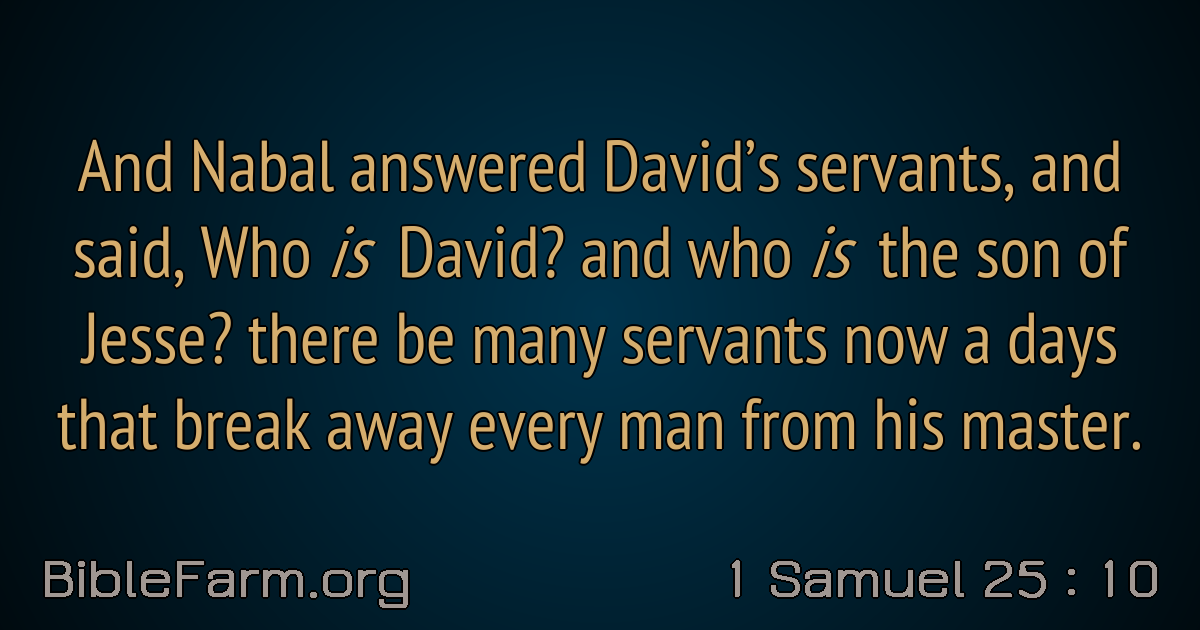 And Nabal answered David’s servants, and
said, Who is David? and who is the son of
Jesse? there be many servants now a days
that break away every man from his master.
BibleFarm.org
1 Samuel 25 : 10